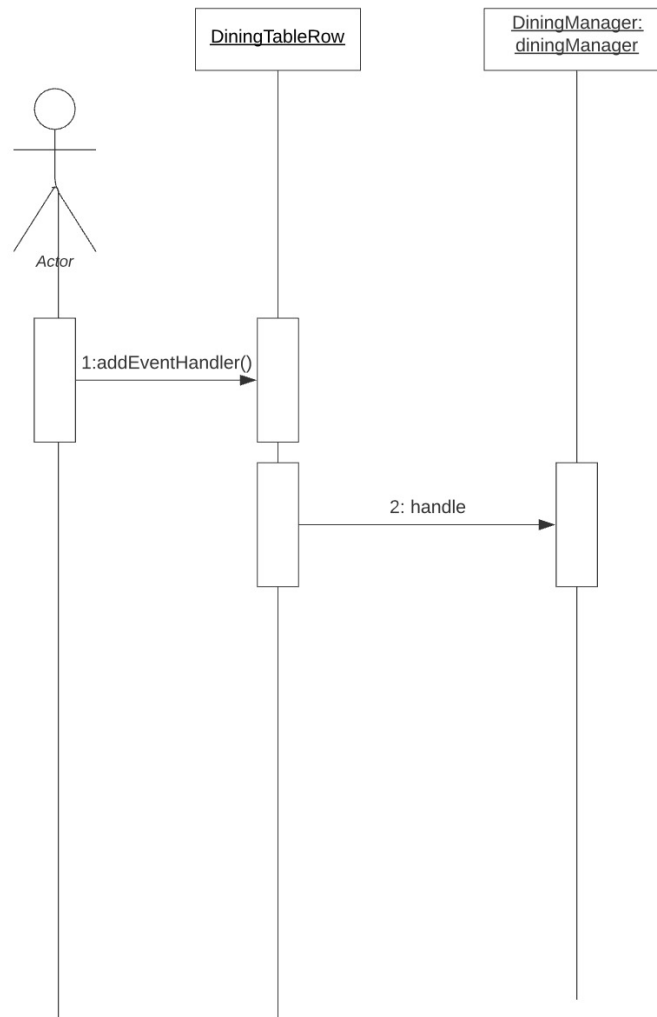 DiningTableRow
DiningManager:
diningManager
Actor
1:addEventHandler()
2: handle